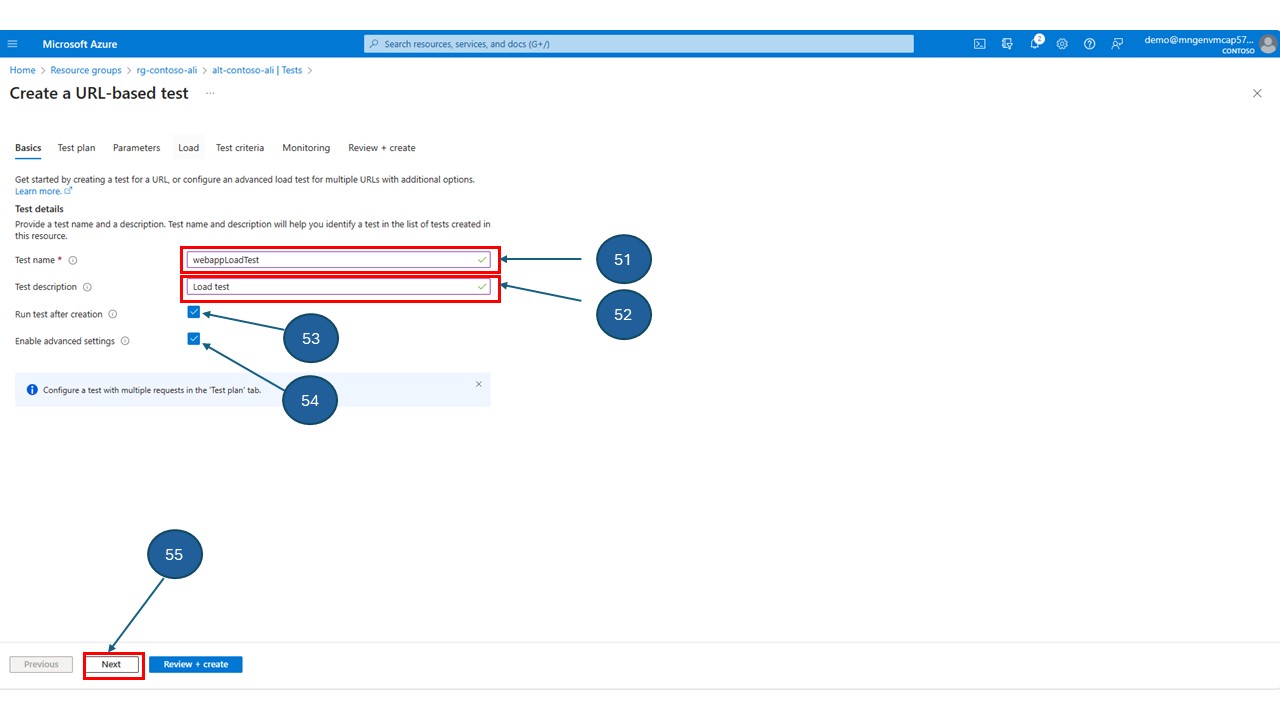 Microsoft Azure
Search resources, services, and docs (G+/)
2
demo@mngenvmcap57...
CONTOSO
Home > Resource groups > rg-contoso-ali > alt-contoso-ali | Tests >
Create a URL-based test ...
Basics Test plan Parameters Load Test criteria Monitoring Review + create
Get started by creating a test for a URL, or configure an advanced load test for multiple URLs with additional options.
Learn more.
Test details
Provide a test name and a description. Test name and description will help you identify a test in the list of tests created in
this resource.
Test name * webappLoadTest
51
Test description Load test
52
Run test after creation
53
Enable advanced settings
54
Configure a test with multiple requests in the 'Test plan' tab.
55
Previous Next Review + create